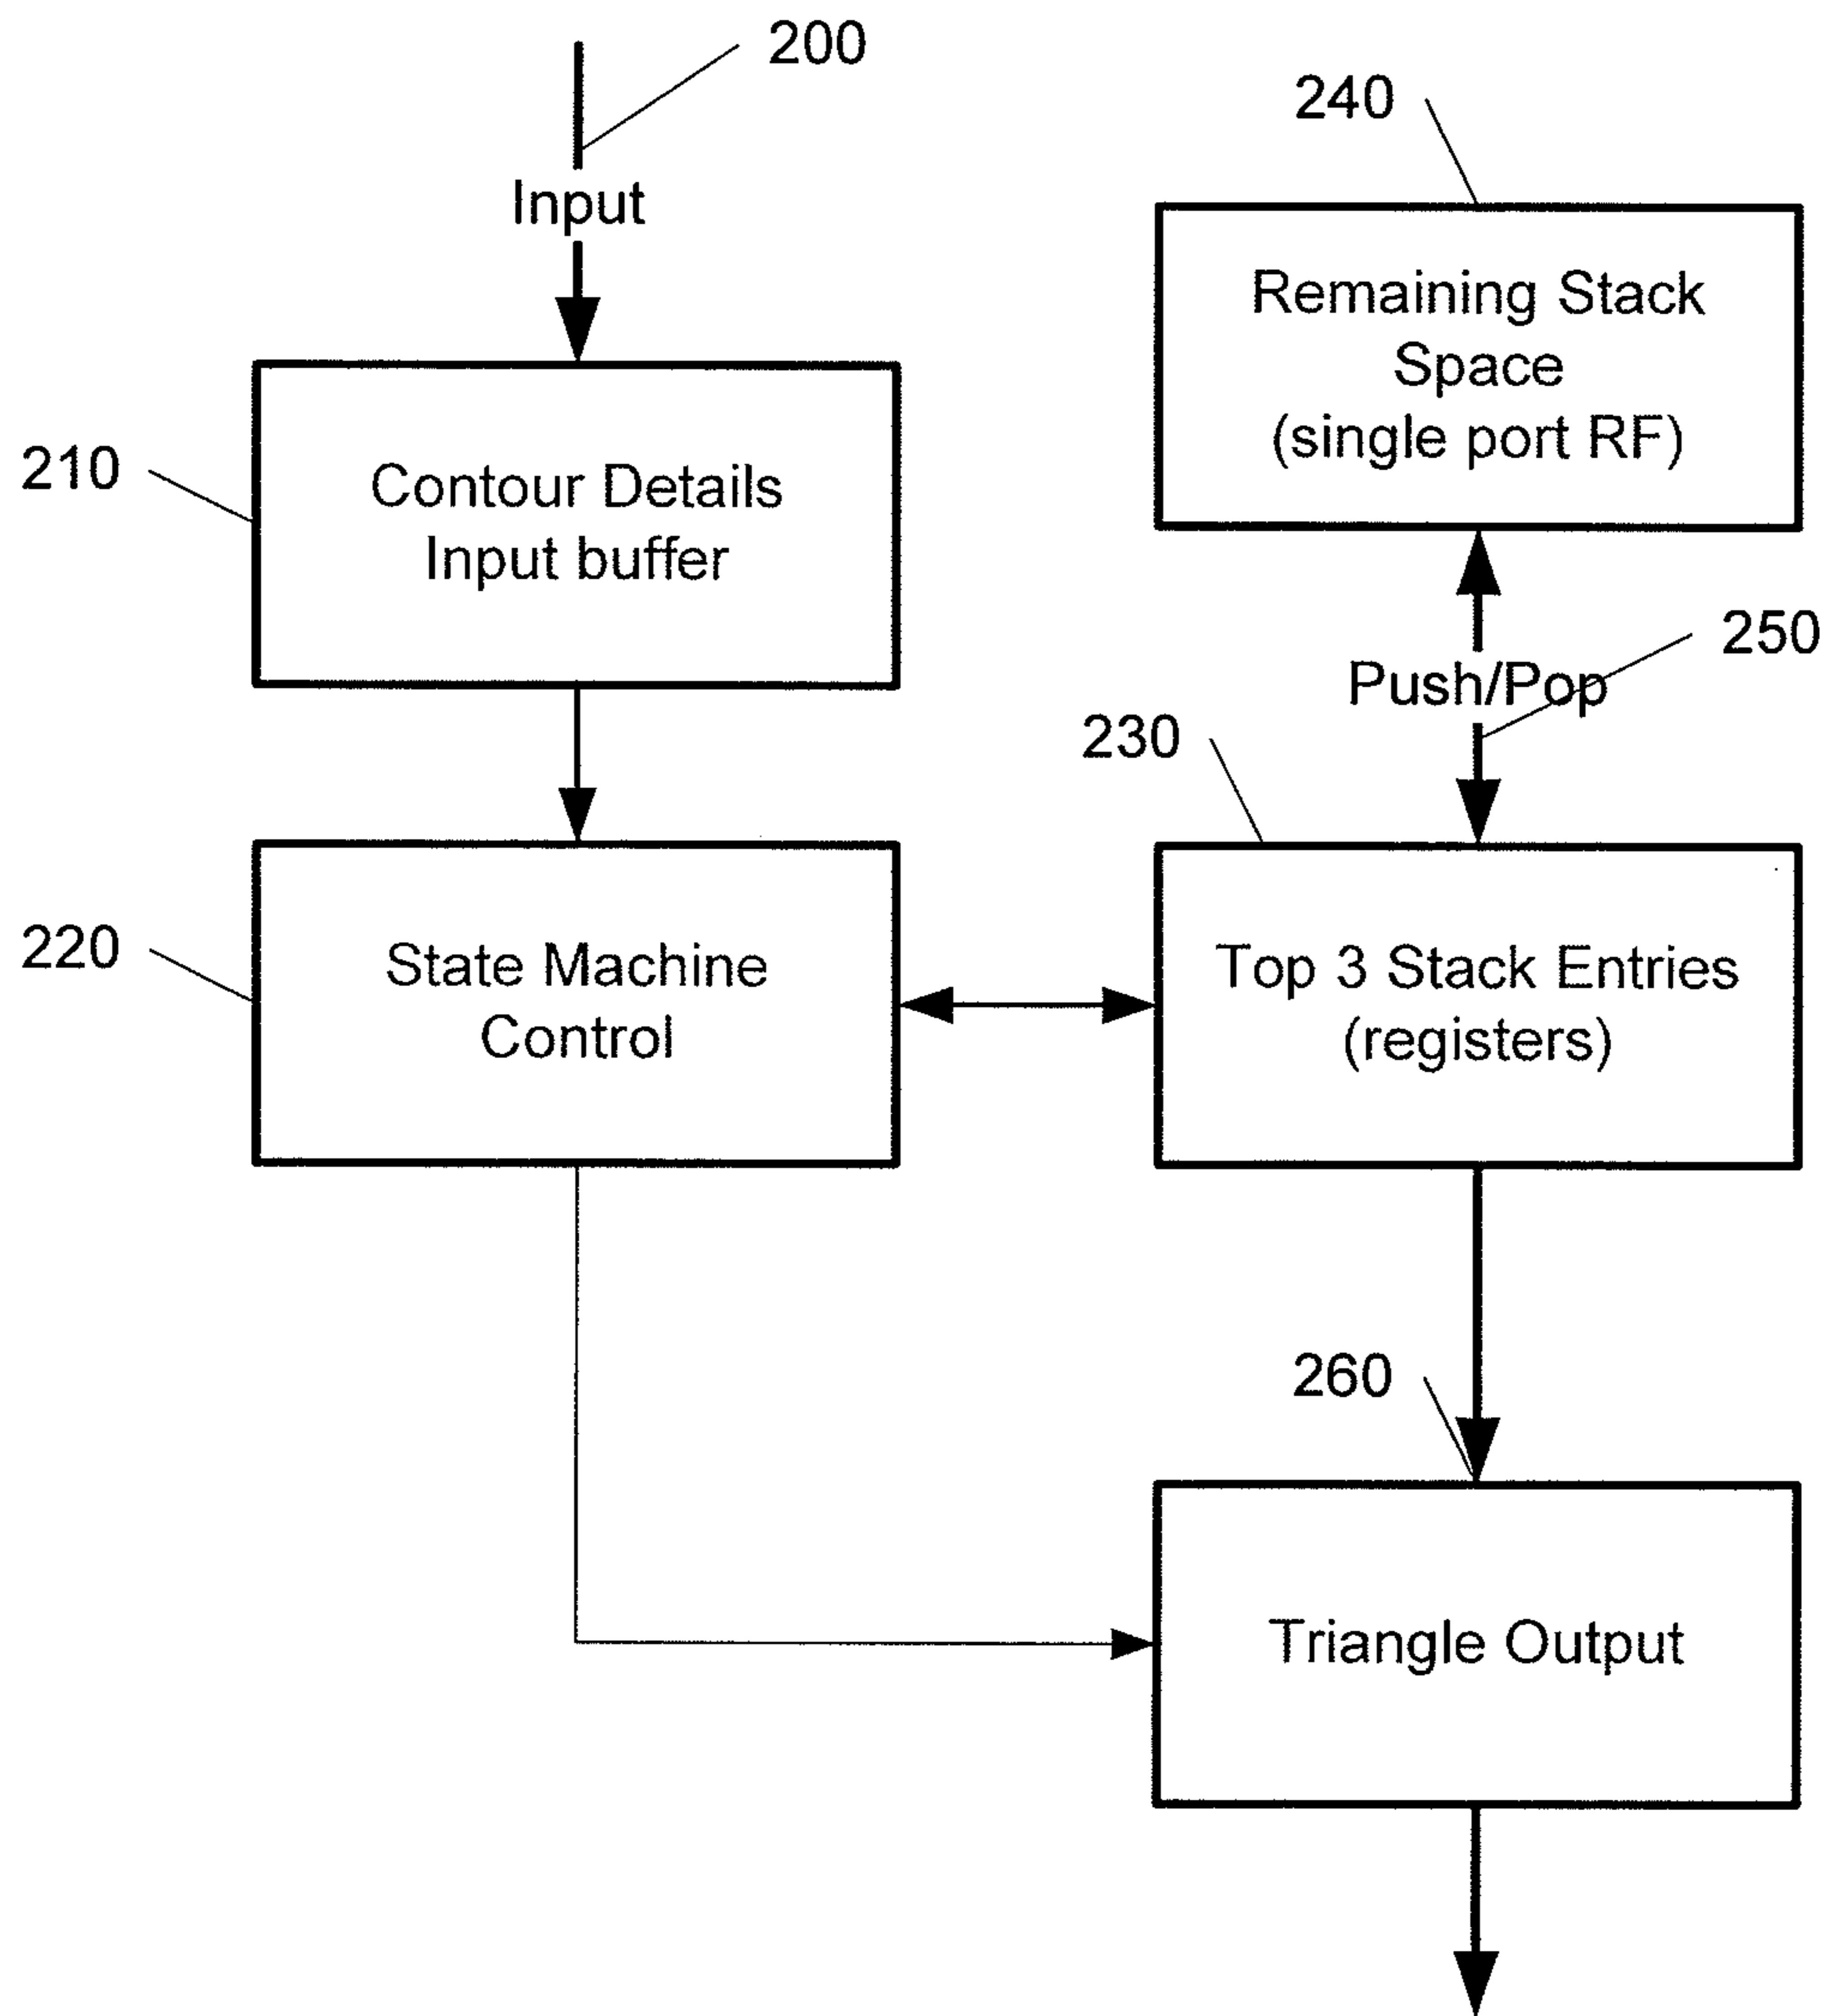 200
240
Input
Remaining Stack
Space
(single port RF)
210
Contour Details
Input buffer
250
Push/Pop
230
220
State Machine
Control
Top 3 Stack Entries
(registers)
260
Triangle Output